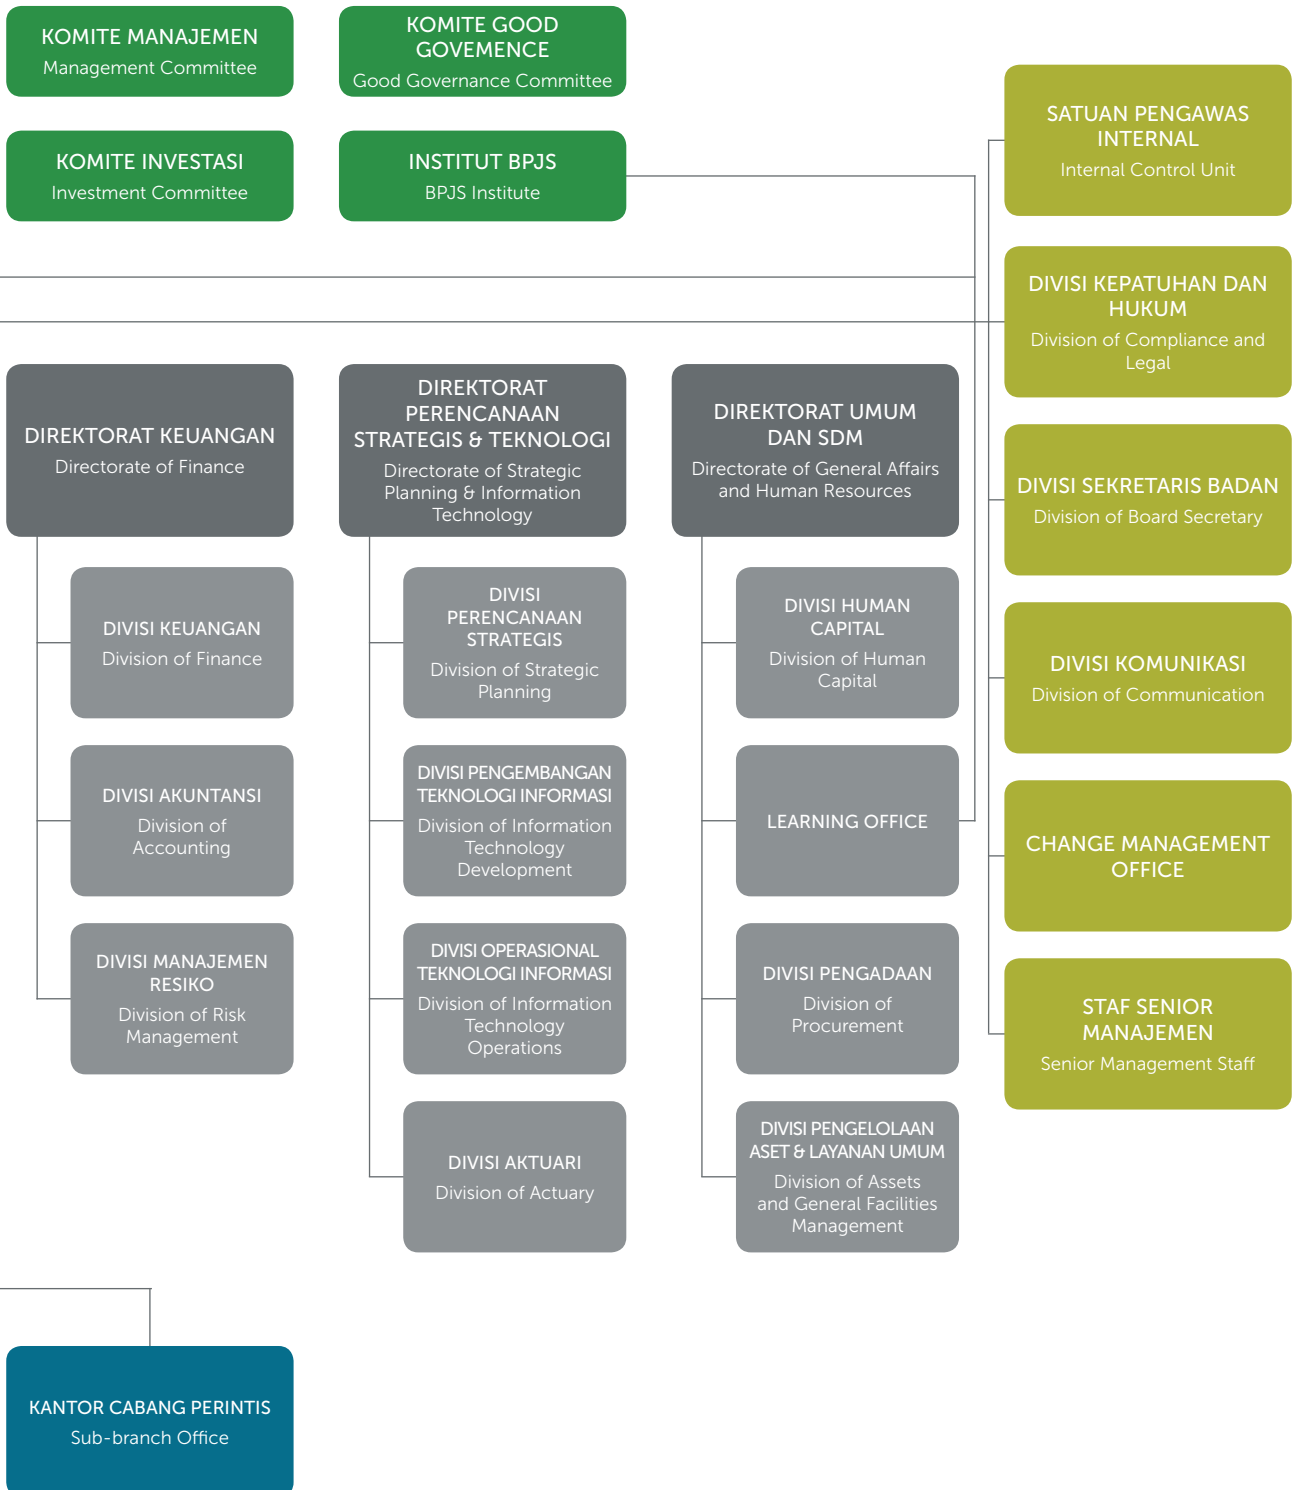 KOMITE MANAJEMEN
Management Committee
KOMITE GOOD
GOVEMENCE
Good Governance Committee
KOMITE INVESTASI
Investment Committee
INSTITUT BPJS
BPJS Institute
SATUAN PENGAWAS
INTERNAL
Internal Control Unit
DIVISI KEPATUHAN DAN
HUKUM
Division of Compliance and
Legal
DIVISI SEKRETARIS BADAN
Division of Board Secretary
DIVISI KOMUNIKASI
Division of Communication
CHANGE MANAGEMENT
OFFICE
STAF SENIOR
MANAJEMEN
Senior Management Staff
DIREKTORAT KEUANGAN
Directorate of Finance
DIVISI KEUANGAN
Division of Finance
DIVISI AKUNTANSI
Division of
Accounting
DIVISI MANAJEMEN
RESIKO
Division of Risk
Management
DIREKTORAT
PERENCANAAN
STRATEGIS & TEKNOLOGI
Directorate of Strategic
Planning & Information
Technology
DIVISI
PERENCANAAN
STRATEGIS
Division of Strategic
Planning
DIVISI PENGEMBANGAN
TEKNOLOGI INFORMASI
Division of Information
Technology
Development
DIVISI OPERASIONAL
TEKNOLOGI INFORMASI
Division of Information
Technology
Operations
DIVISI AKTUARI
Division of Actuary
DIREKTORAT UMUM
DAN SDM
Directorate of General Affairs
and Human Resources
DIVISI HUMAN
CAPITAL
Division of Human
Capital
LEARNING OFFICE
DIVISI PENGADAAN
Division of
Procurement
DIVISI PENGELOLAAN
ASET & LAYANAN UMUM
Division of Assets
and General Facilities
Management
KANTOR CABANG PERINTIS
Sub-branch Office